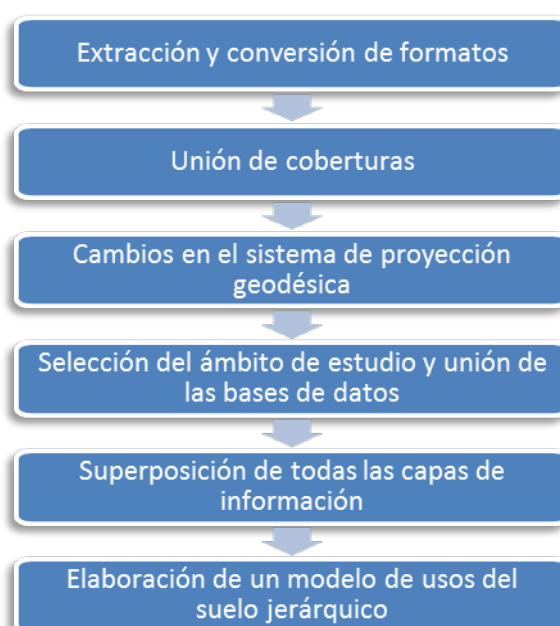 Extracción y conversión de formatos
Unión de coberturas
Cambios en el sistema de proyección
geodésica
Selección del ámbito de estudio y unión de
las bases de datos
Superposición de todas las capas de
información
Elaboración de un modelo de usos del
suelo jerárquico